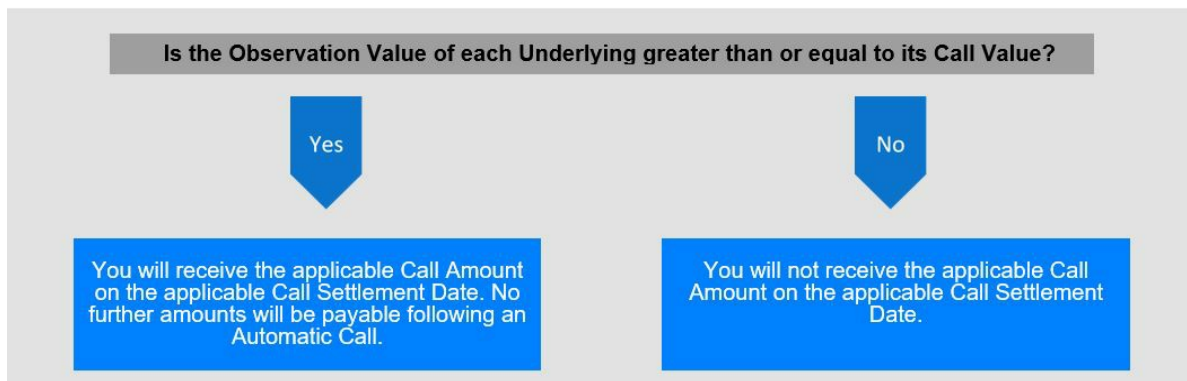 Is the Observation Value of each Underlying greater than or equal to its Call Value?
Yes
No
You will receive the applicable Call Amount
on the applicable Call Settlement Date. No
further amounts will be payable following an
Automatic Call.
You will not receive the applicable Call
Amount on the applicable Call Settlement
Date.